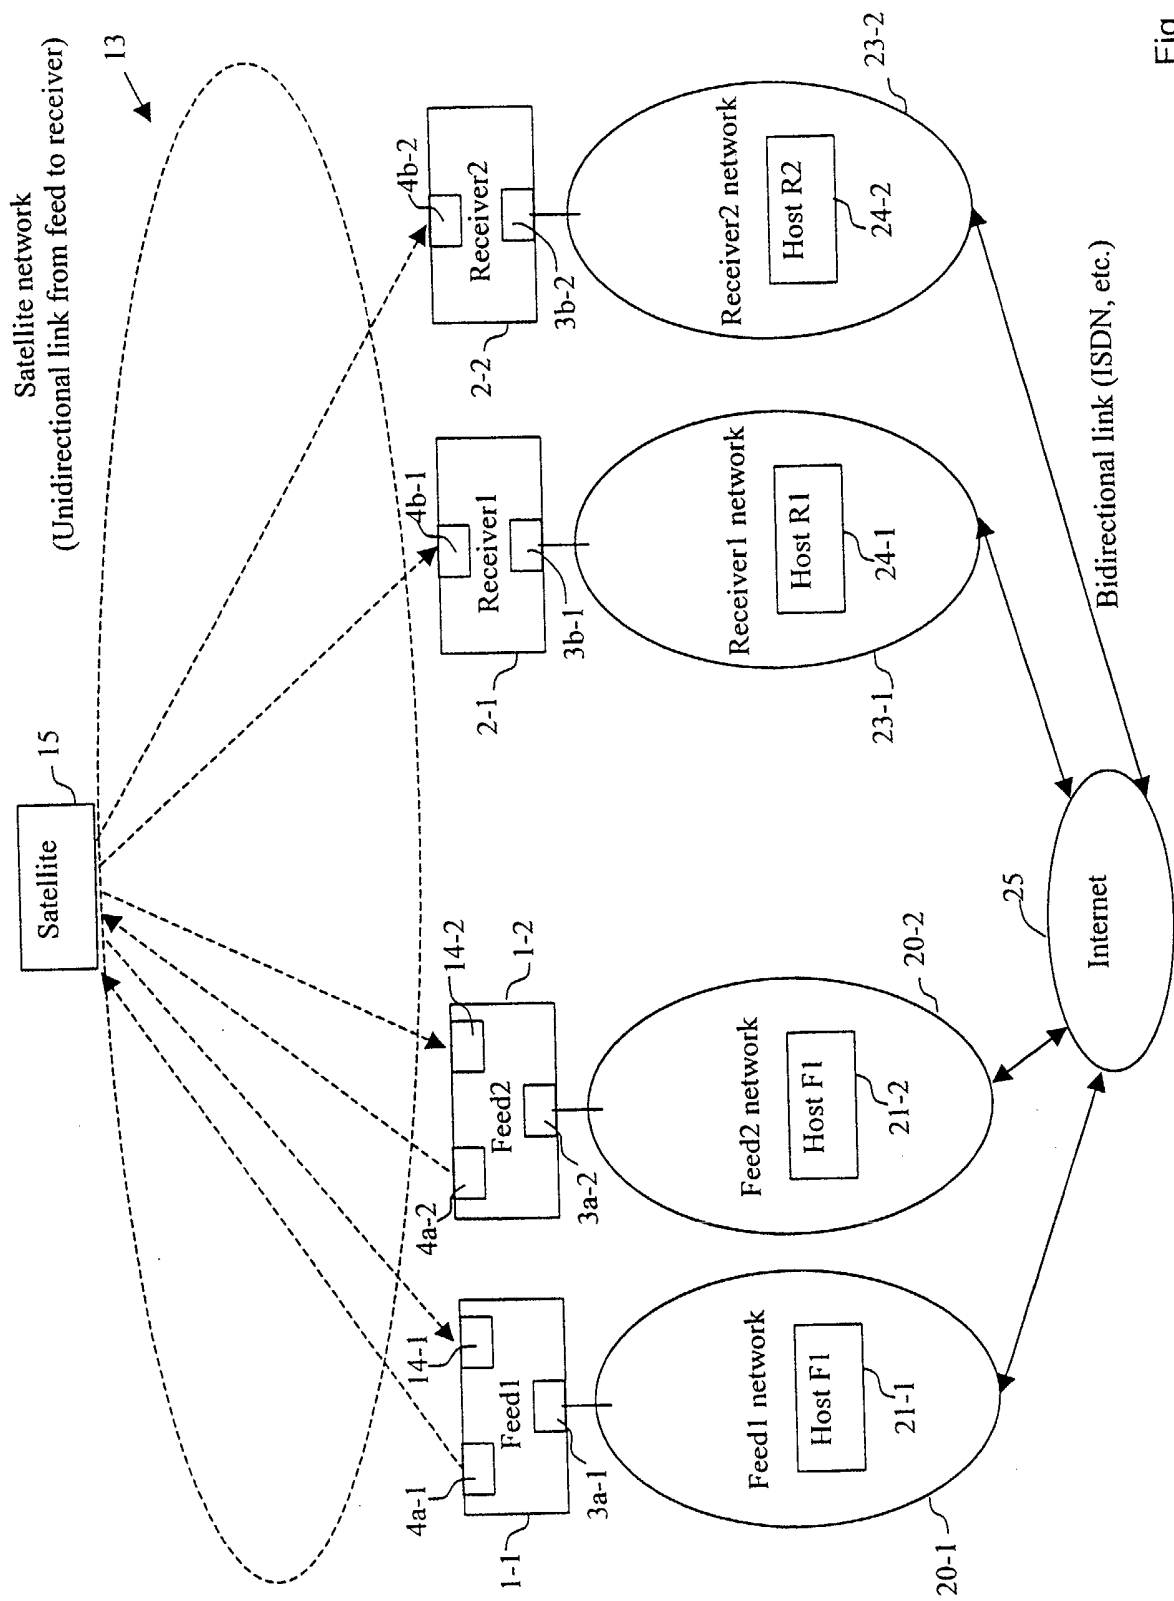 Satellite network
(Unidirectional link from feed to receiver)
13
Satellite
15
4a-1
14-1
4a-2
14-2
4b-1
4b-2
1-1
Feed1
Feed2
1-2
2-1
Receiver1
2-2
Receiver2
3a-1
3a-2
3b-1
3b-2
Feed1 network
Feed2 network
Receiver1 network
Receiver2 network
Host F1
Host F1
Host R1
Host R2
21-1
21-2
24-1
24-2
20-1
20-2
23-1
23-2
25
Internet
Bidirectional link (ISDN, etc.)
Fig